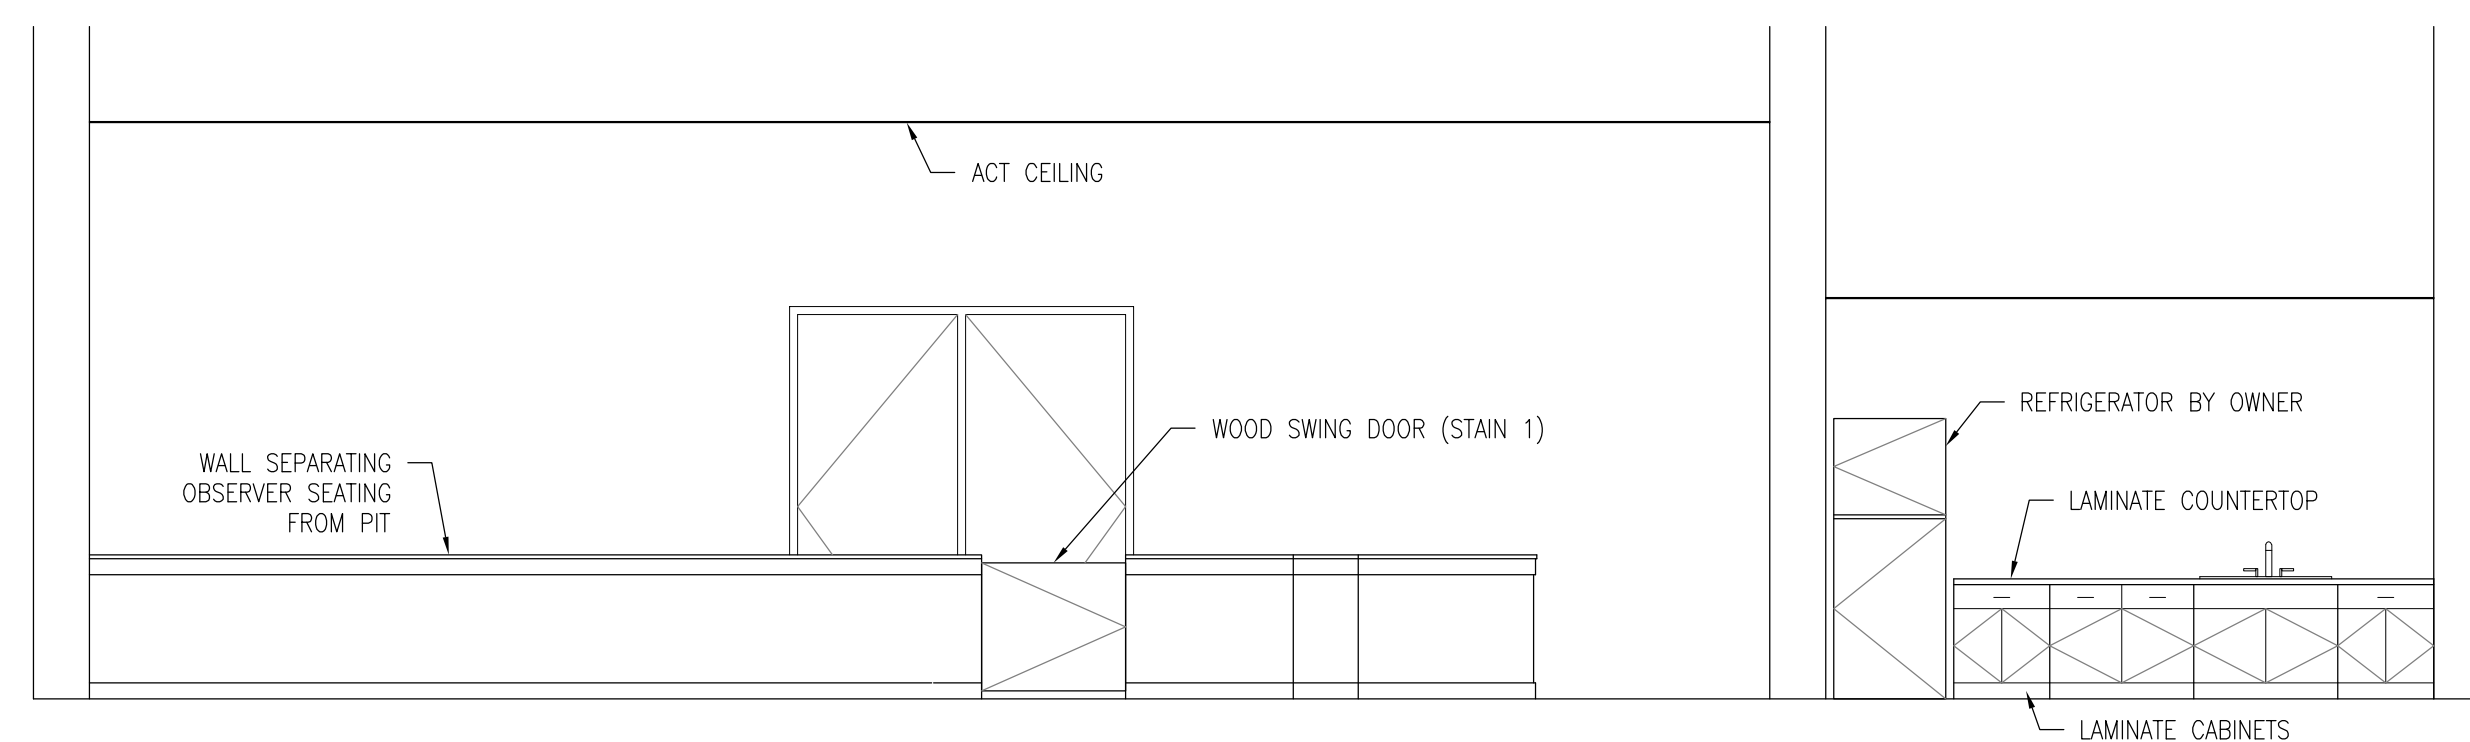 ACT CEILING
REFRIGERATOR BY OWNER
WOOD SWING DOOR (STAIN 1)
WALL SEPARATING
OBSERVER SEATING
FROM PIT
LAMINATE COUNTERTOP
LAMINATE CABINETS